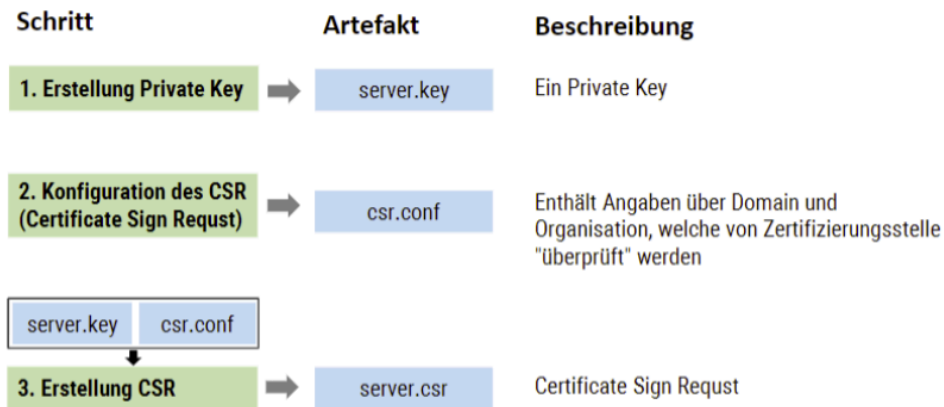 Schritt Artefakt Beschreibung
1. Erstellung Private Key server.key Ein Private Key
2. Konfiguration des CSR
(Certificate Sign Requst) csr.conf Enthält Angaben über Domain und
Organisation, welche von Zertifizierungsstelle
"überprüft" werden
server.key csr.conf
3. Erstellung CSR server.csr Certificate Sign Requst